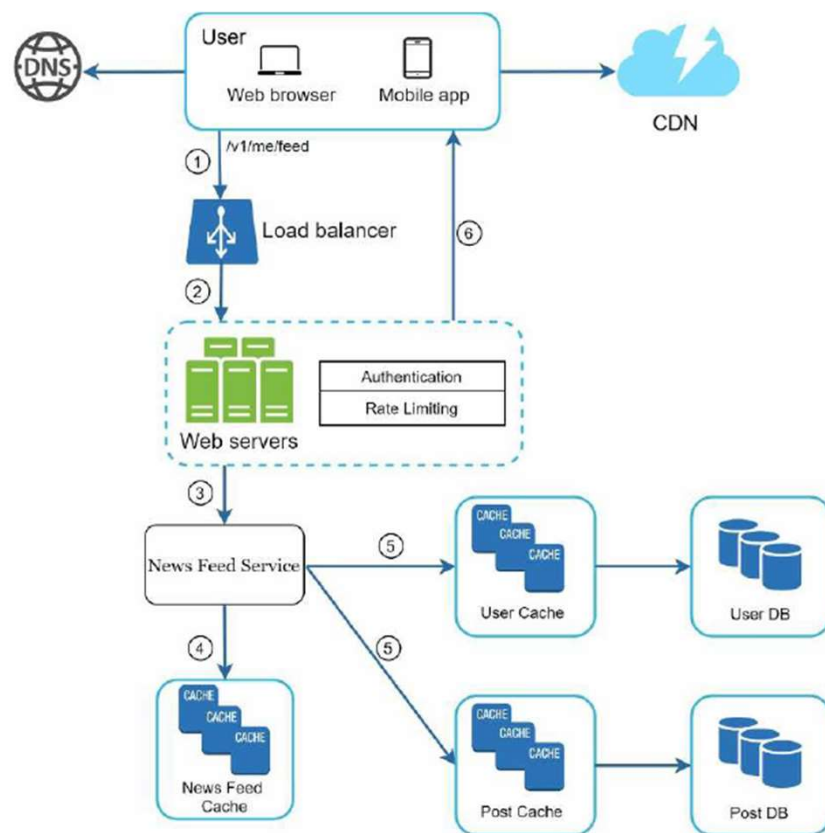 User
DNS
Web browser
Mobile app
CDN
/v1/me/feed
1
Load balancer
6
2
Authentication
Rate Limiting
Web servers
3
CACHE
CACHE
CACHE
5
News Feed Service
User Cache
User DB
4
5
CACHE
CACHE
CACHE
News Feed
Cache
CACHE
CACHE
CACHE
Post Cache
Post DB